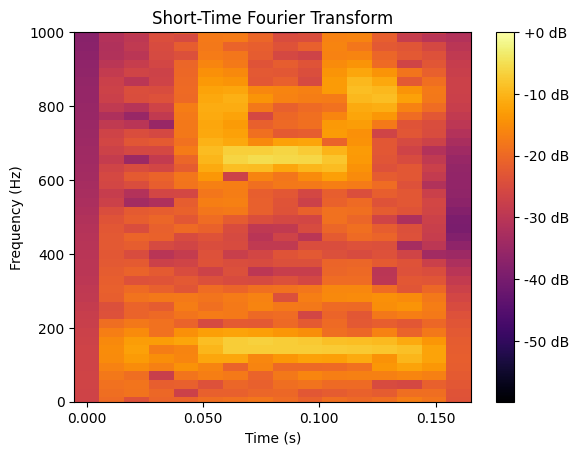 Short-Time Fourier Transform
1000
800
600
400
200
0
Frequency (Hz)
0.000
0.050
0.100
0.150
Time (s)
+0 dB
-10 dB
-20 dB
-30 dB
-40 dB
-50 dB